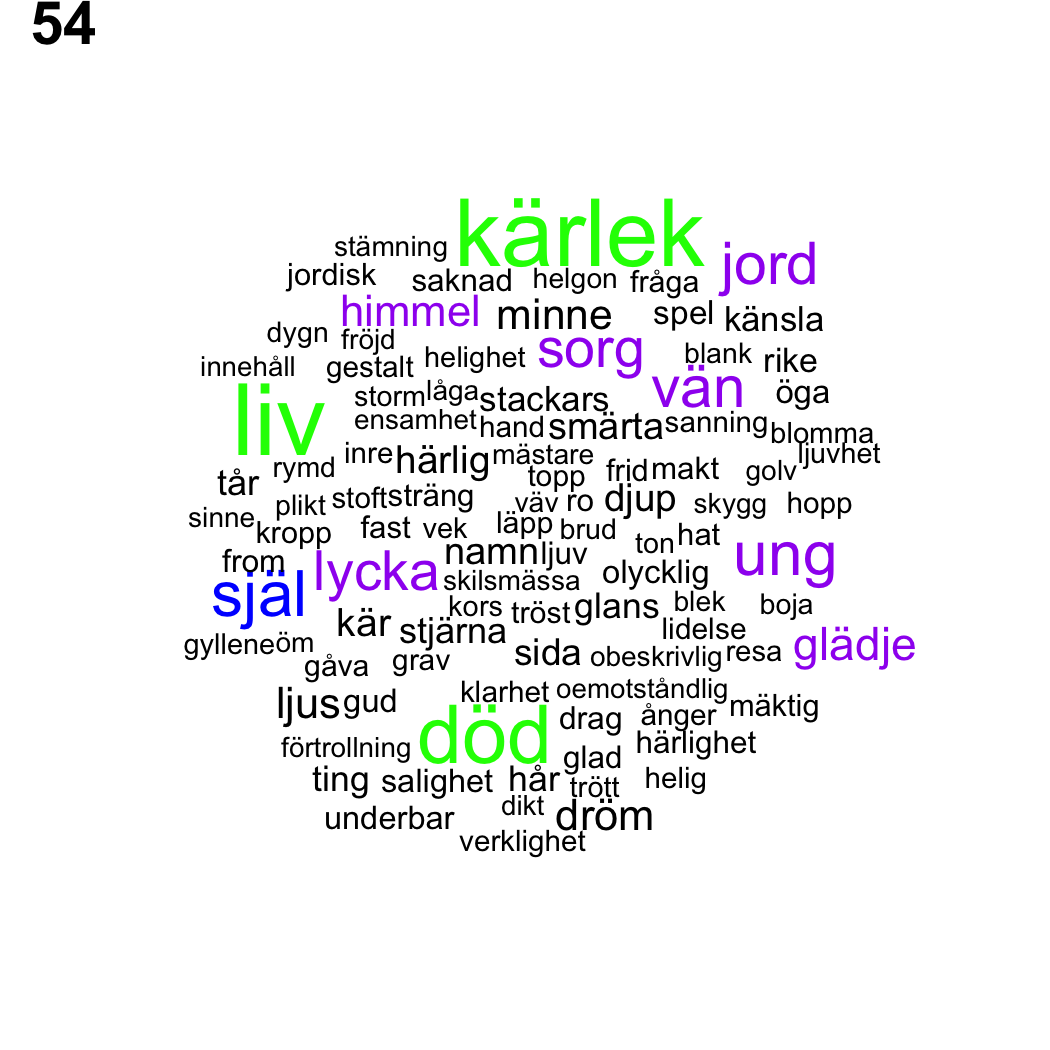 54
kärlek
stämning jord
jordisk saknad helgon fråga
himmel minne spel känsla
dygn fröjd sorg blank rike
innehåll gestalt helighet vän öga
liv storm låga stackars
ensamhet hand smärta sanning blomma
inre härlig mästare ljuvhet
tår rymd topp frid makt golv
plikt stoft sträng väv ro djup skygg hopp
sinne kropp fast vek läpp brud ton hat
from namn ljuv ung
själ lycka skilsmässa olycklig
kors tröst glans blek boja
kär stjärna lidelse
gyllene öm sida obeskrivlig resa glädje
gåva grav
ljus gud klarhet oemotståndlig mäktig
död drag ånger
förtrollning glad härlighet
ting salighet hår trött helig
underbar dikt dröm
verklighet